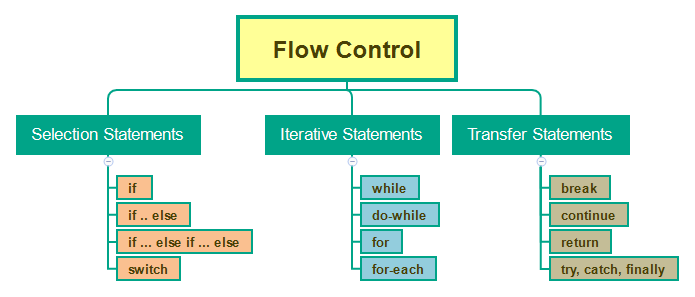 Flow Control
Selection Statements
if
if .. else
if ... else if ... else
switch
Iterative Statements
while
do-while
for
for-each
Transfer Statements
break
continue
return
try, catch, finally